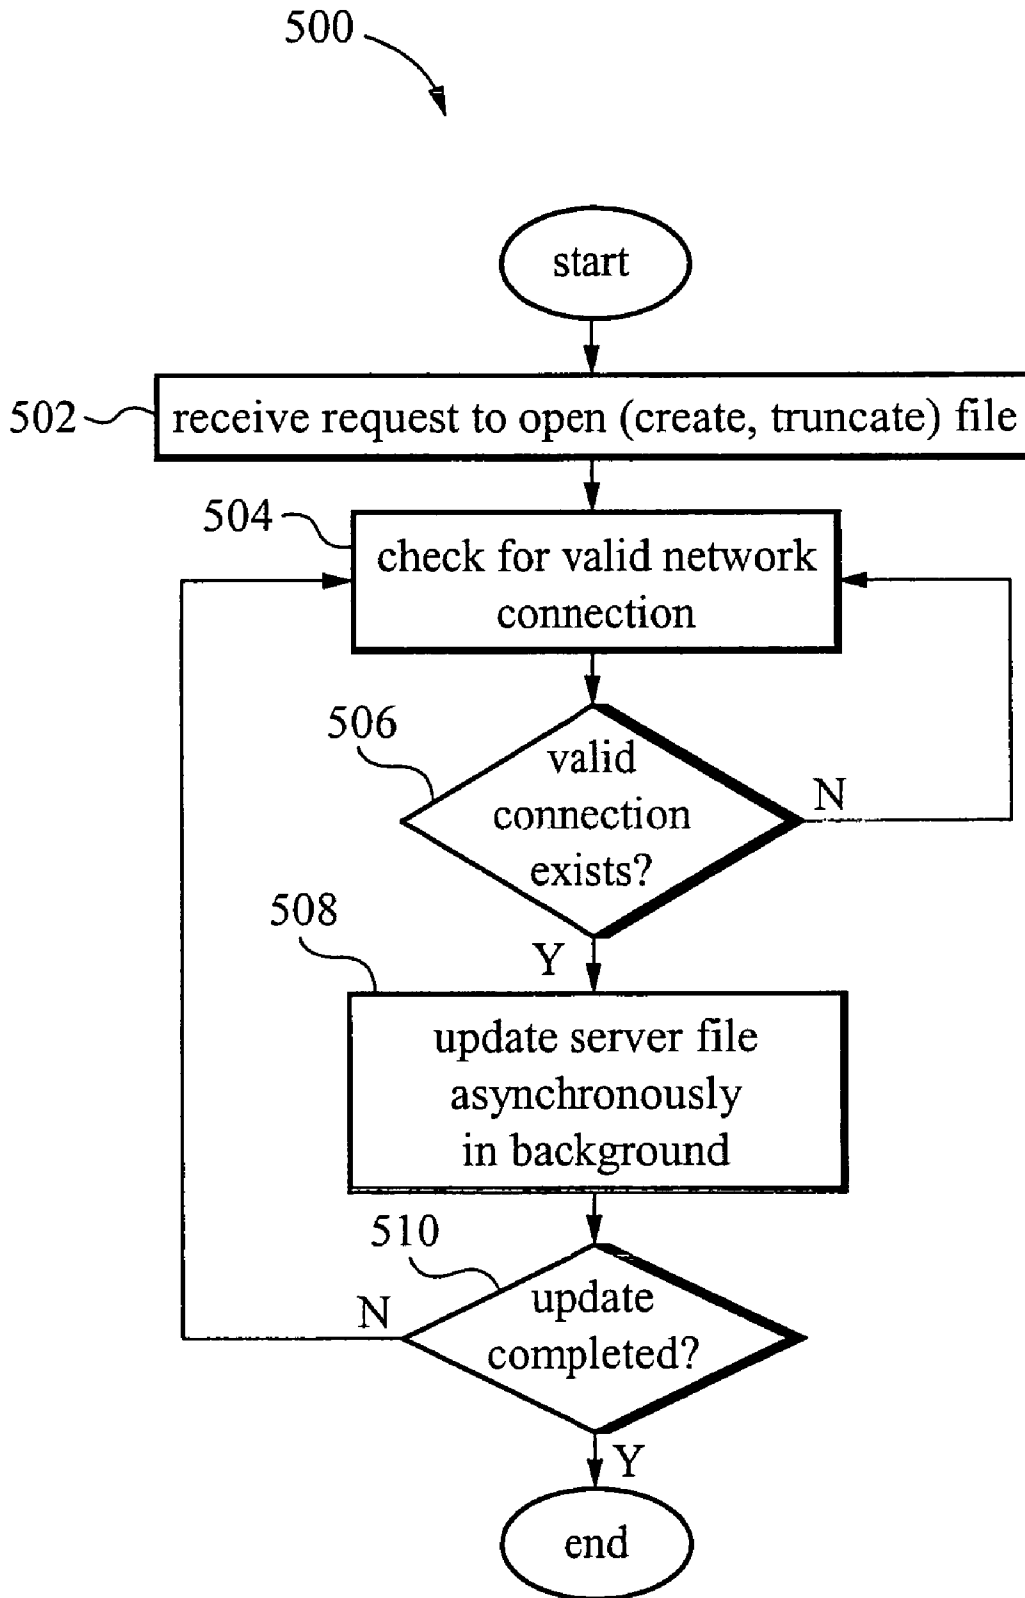 500
start
502
receive request to open (create, truncate) file
504
check for valid network
connection
506
valid
connection
exists?
N
508
Y
update server file
asynchronously
in background
510
N
update
completed?
Y
end